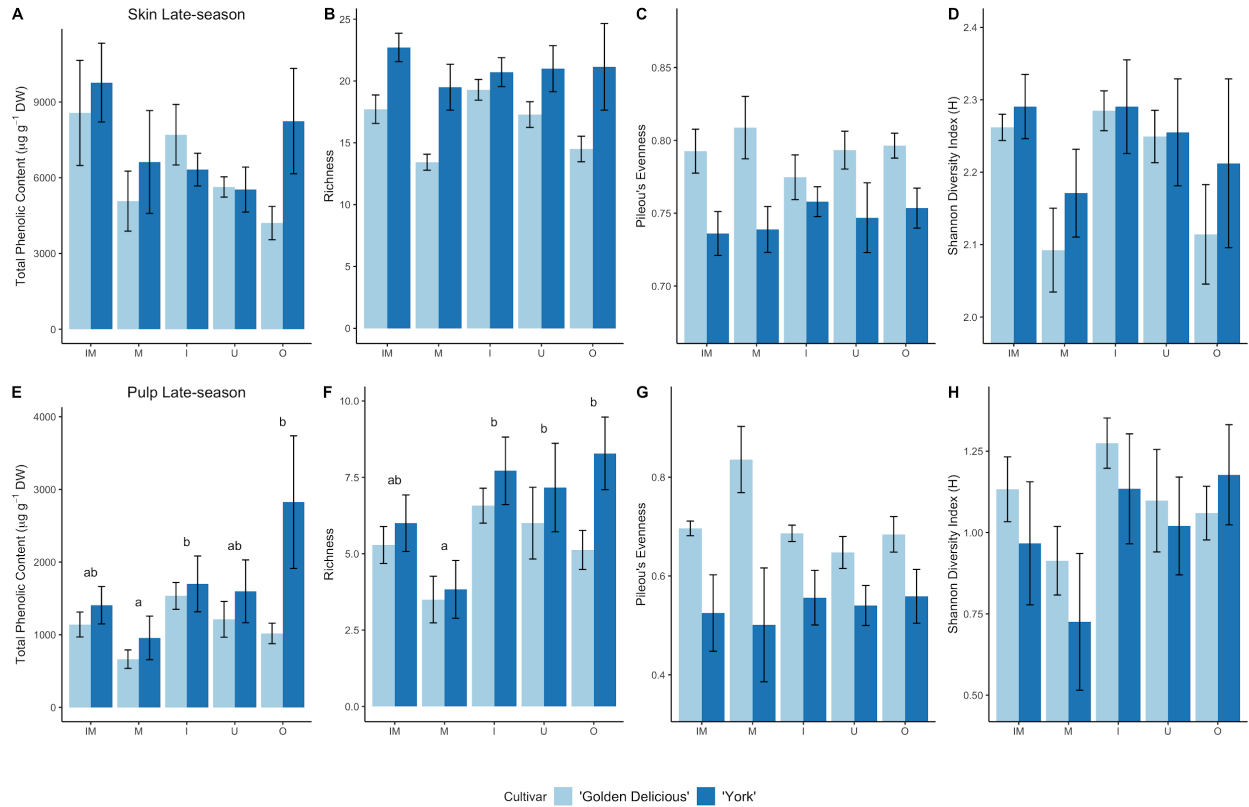 A
Skin Late-season
Total Phenolic Content (µg g⁻¹ DW)
9000
6000
3000
0
IM M I U O
B
Richness
25
20
15
10
5
0
IM M I U O
C
Pileou's Evenness
0.85
0.80
0.75
0.70
IM M I U O
D
Shannon Diversity Index (H)
2.4
2.3
2.2
2.1
2.0
IM M I U O
E
Pulp Late-season
Total Phenolic Content (µg g⁻¹ DW)
4000
3000
2000
1000
0
ab a b ab b
IM M I U O
F
Richness
10.0
7.5
5.0
2.5
0.0
ab a b b b
IM M I U O
G
Pileou's Evenness
0.8
0.6
0.4
IM M I U O
H
Shannon Diversity Index (H)
1.25
1.00
0.75
0.50
IM M I U O
Cultivar 'Golden Delicious' 'York'